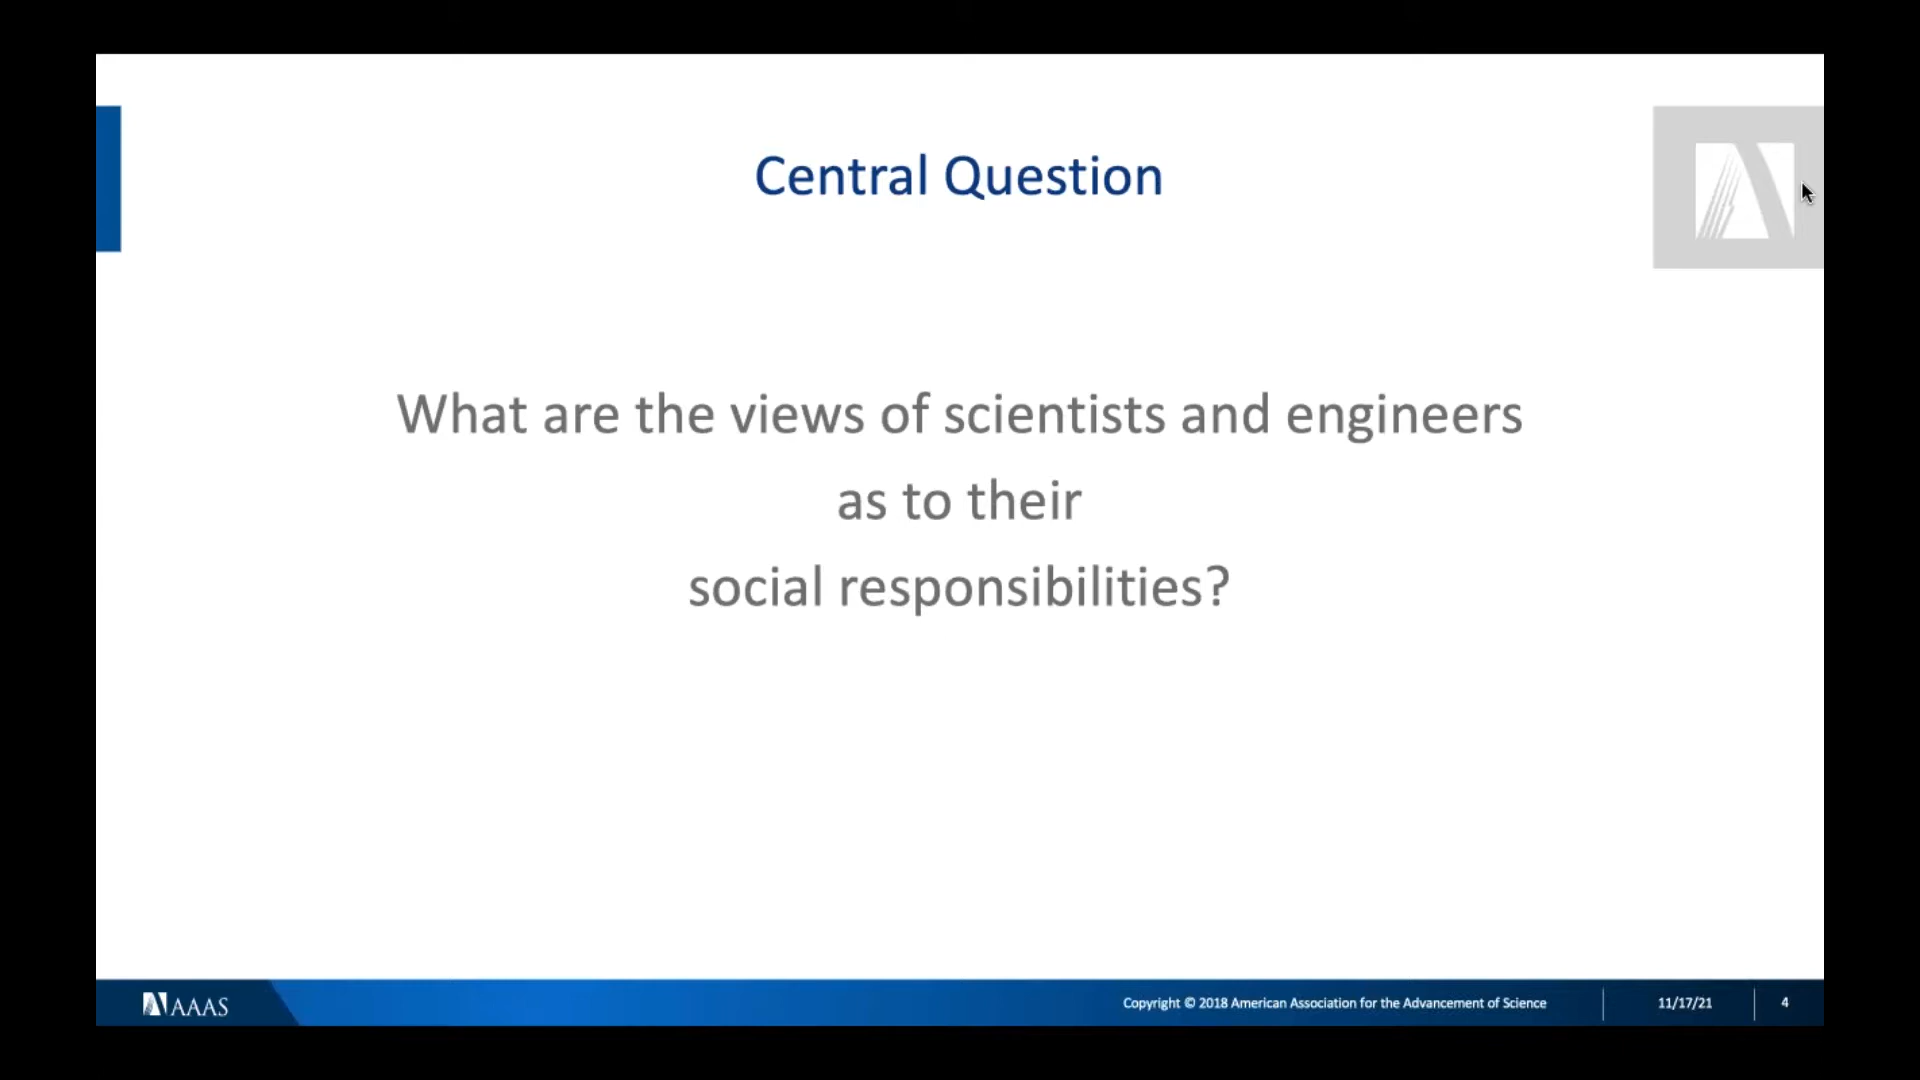 Central Question
What are the views of scientists and engineers
as to their
social responsibilities?
AAAS
Copyright © 2018 American Association for the Advancement of Science
11/17/21
4